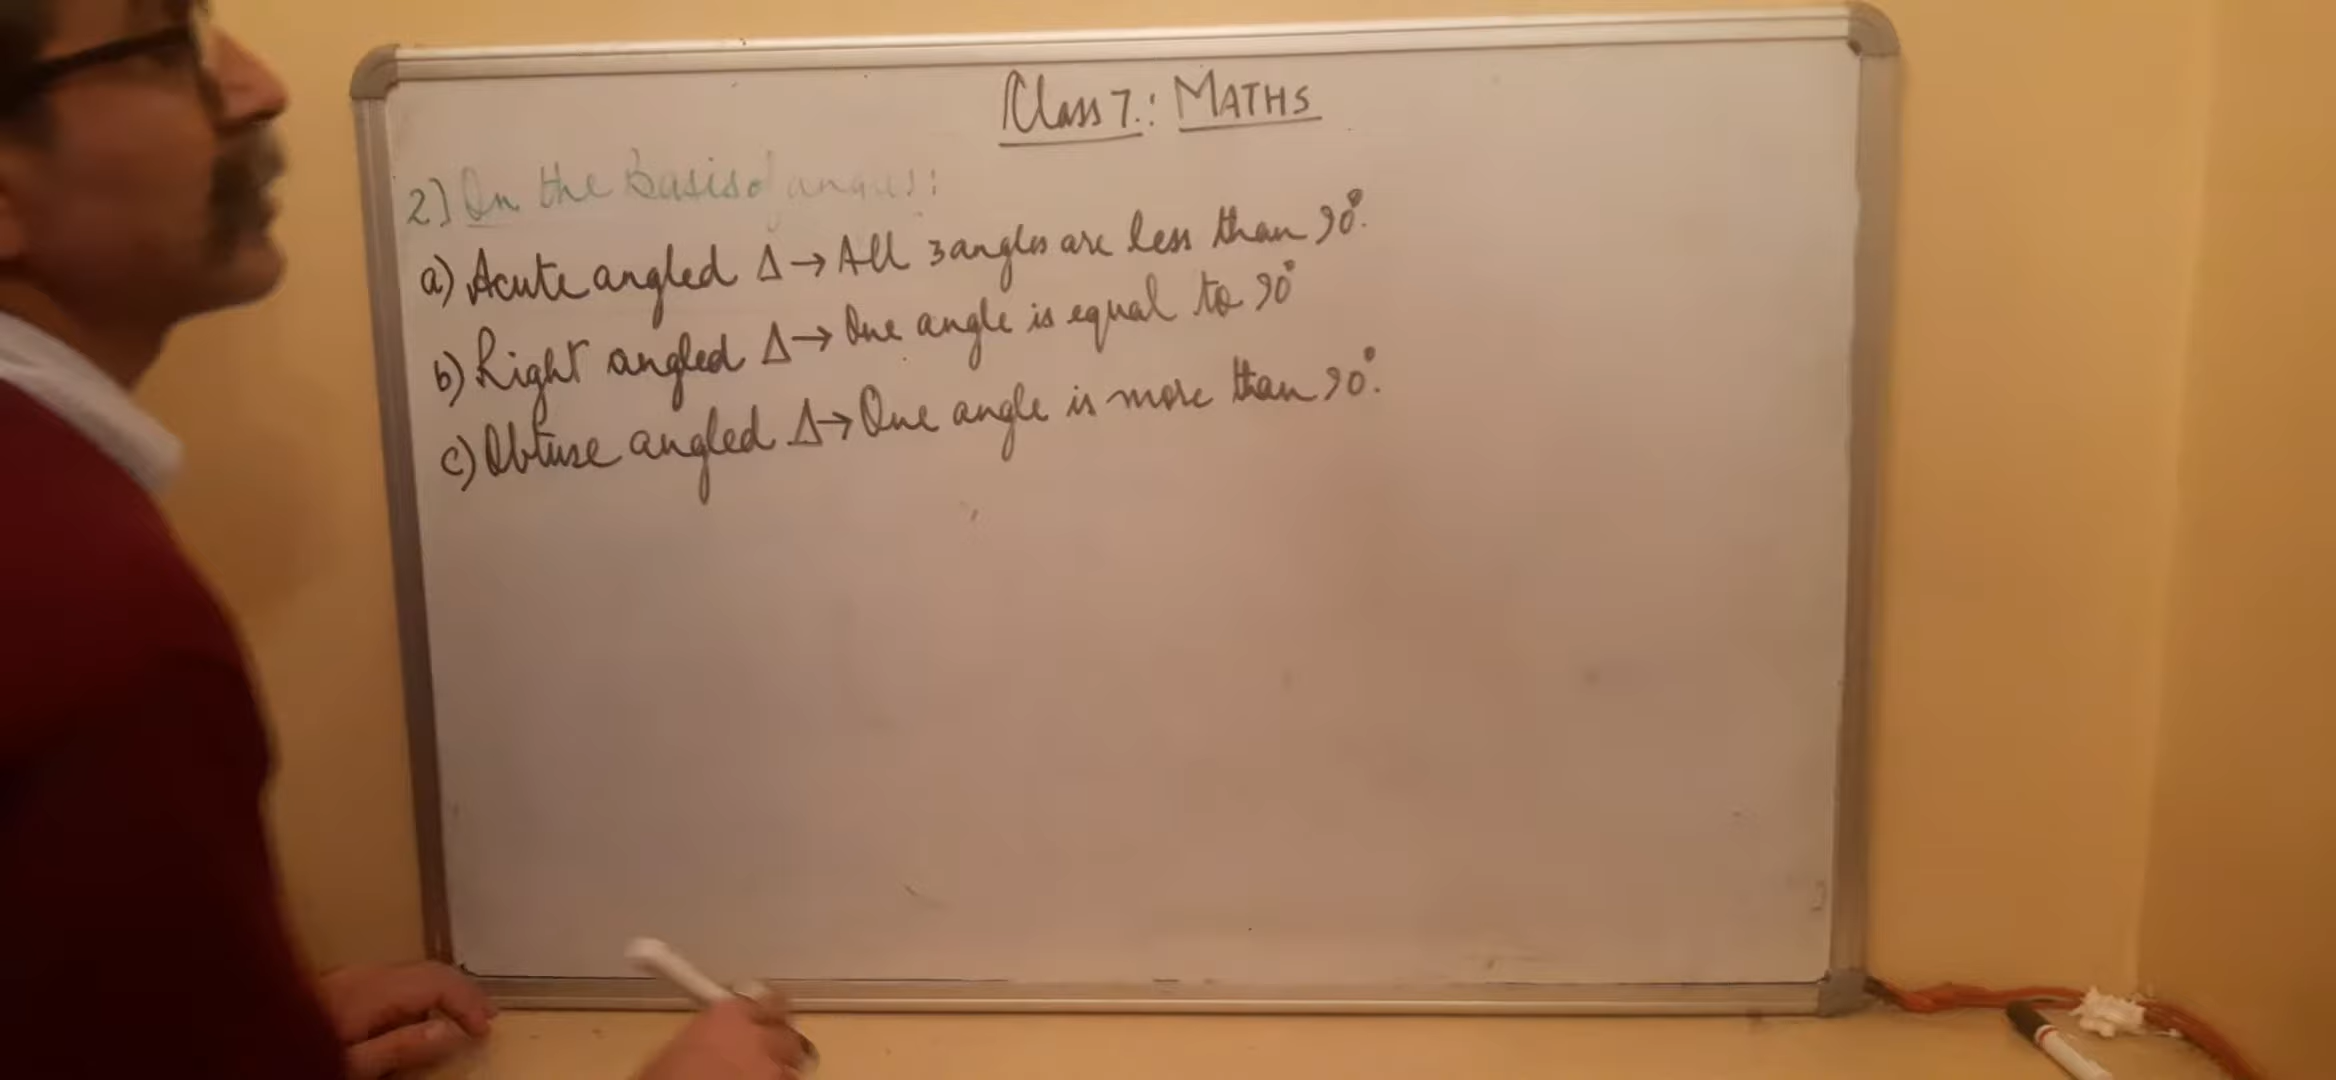 Class 7.: MATHS
2] On the basis of angles:
a) Acute angled Δ → All 3 angles are less than 90°.
b) Right angled Δ → One angle is equal to 90°
c) Obtuse angled Δ → One angle is more than 90°.